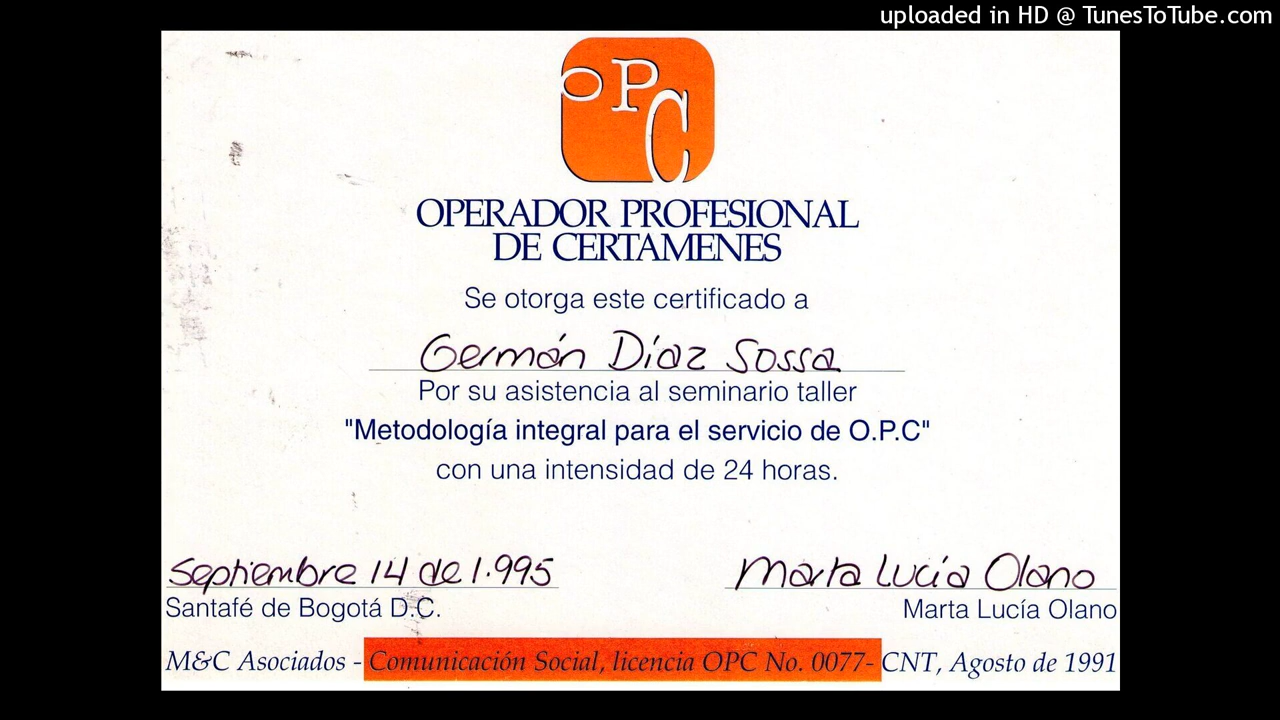 uploaded in HD @ TunesToTube.com
OPC
OPERADOR PROFESIONAL
DE CERTAMENES
Se otorga este certificado a
Germán Díaz Sossa
Por su asistencia al seminario taller
"Metodología integral para el servicio de O.P.C"
con una intensidad de 24 horas.
Septiembre 14 de 1.995
Marta Lucía Olano
Santafé de Bogotá D.C.
Marta Lucía Olano
M&C Asociados - Comunicación Social, licencia OPC No. 0077- CNT, Agosto de 1991